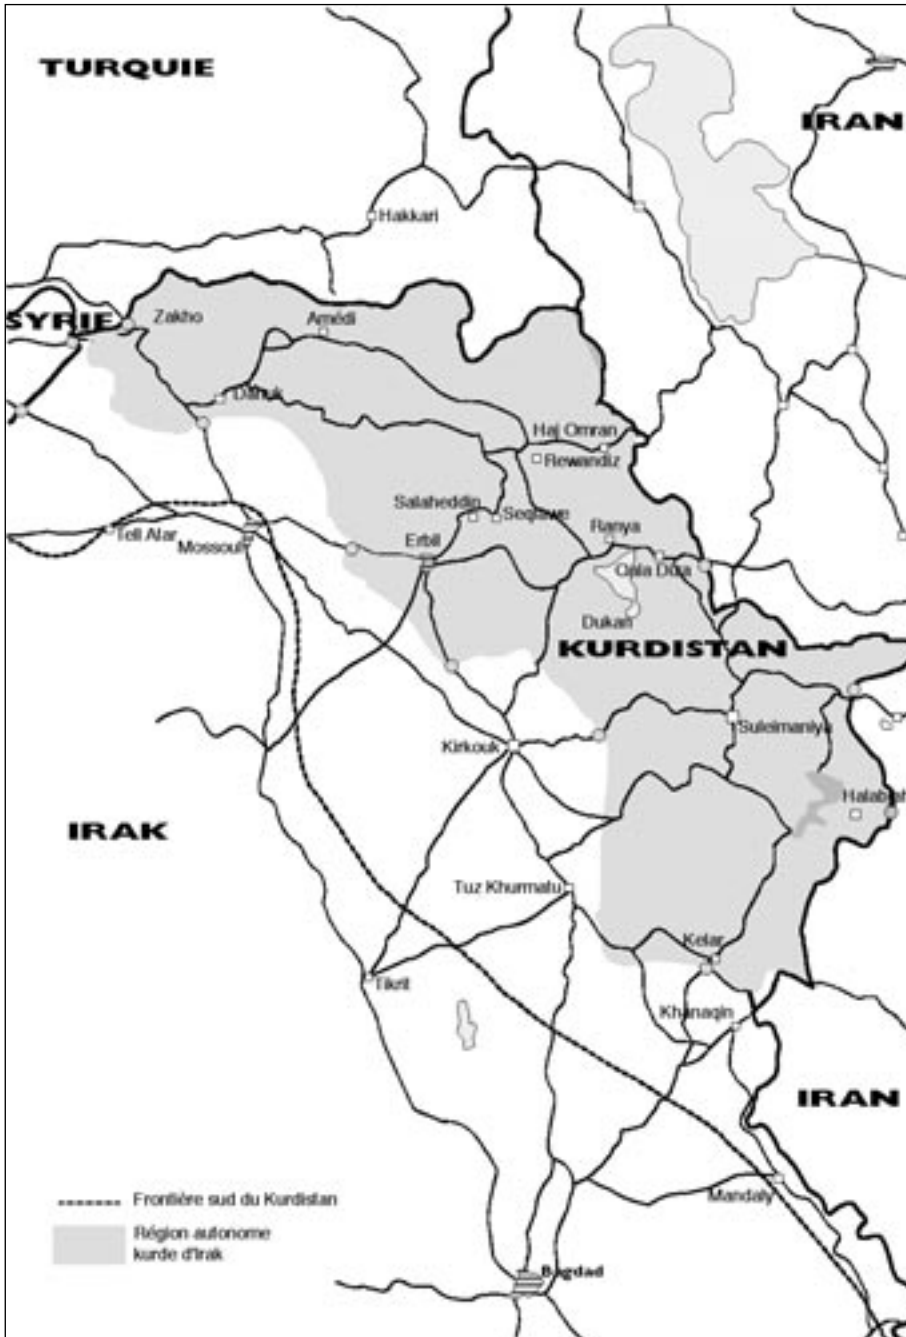 TURQUIE
IRAN
Hakkari
SYRIE
Zakho
Amédi
Dahuk
Haj Omran
Rewandiz
Salaheddin
Seqlawe
Ranya
Tell Afar
Mossoul
Erbil
Qala Diza
Dukan
KURDISTAN
Suleimaniya
Kirkouk
Halabjah
IRAK
Tuz Khurmatu
Kelar
Tikrit
Khanaqin
IRAN
Mandaly
Frontière sud du Kurdistan
Région autonome
kurde d'Irak
Bagdad